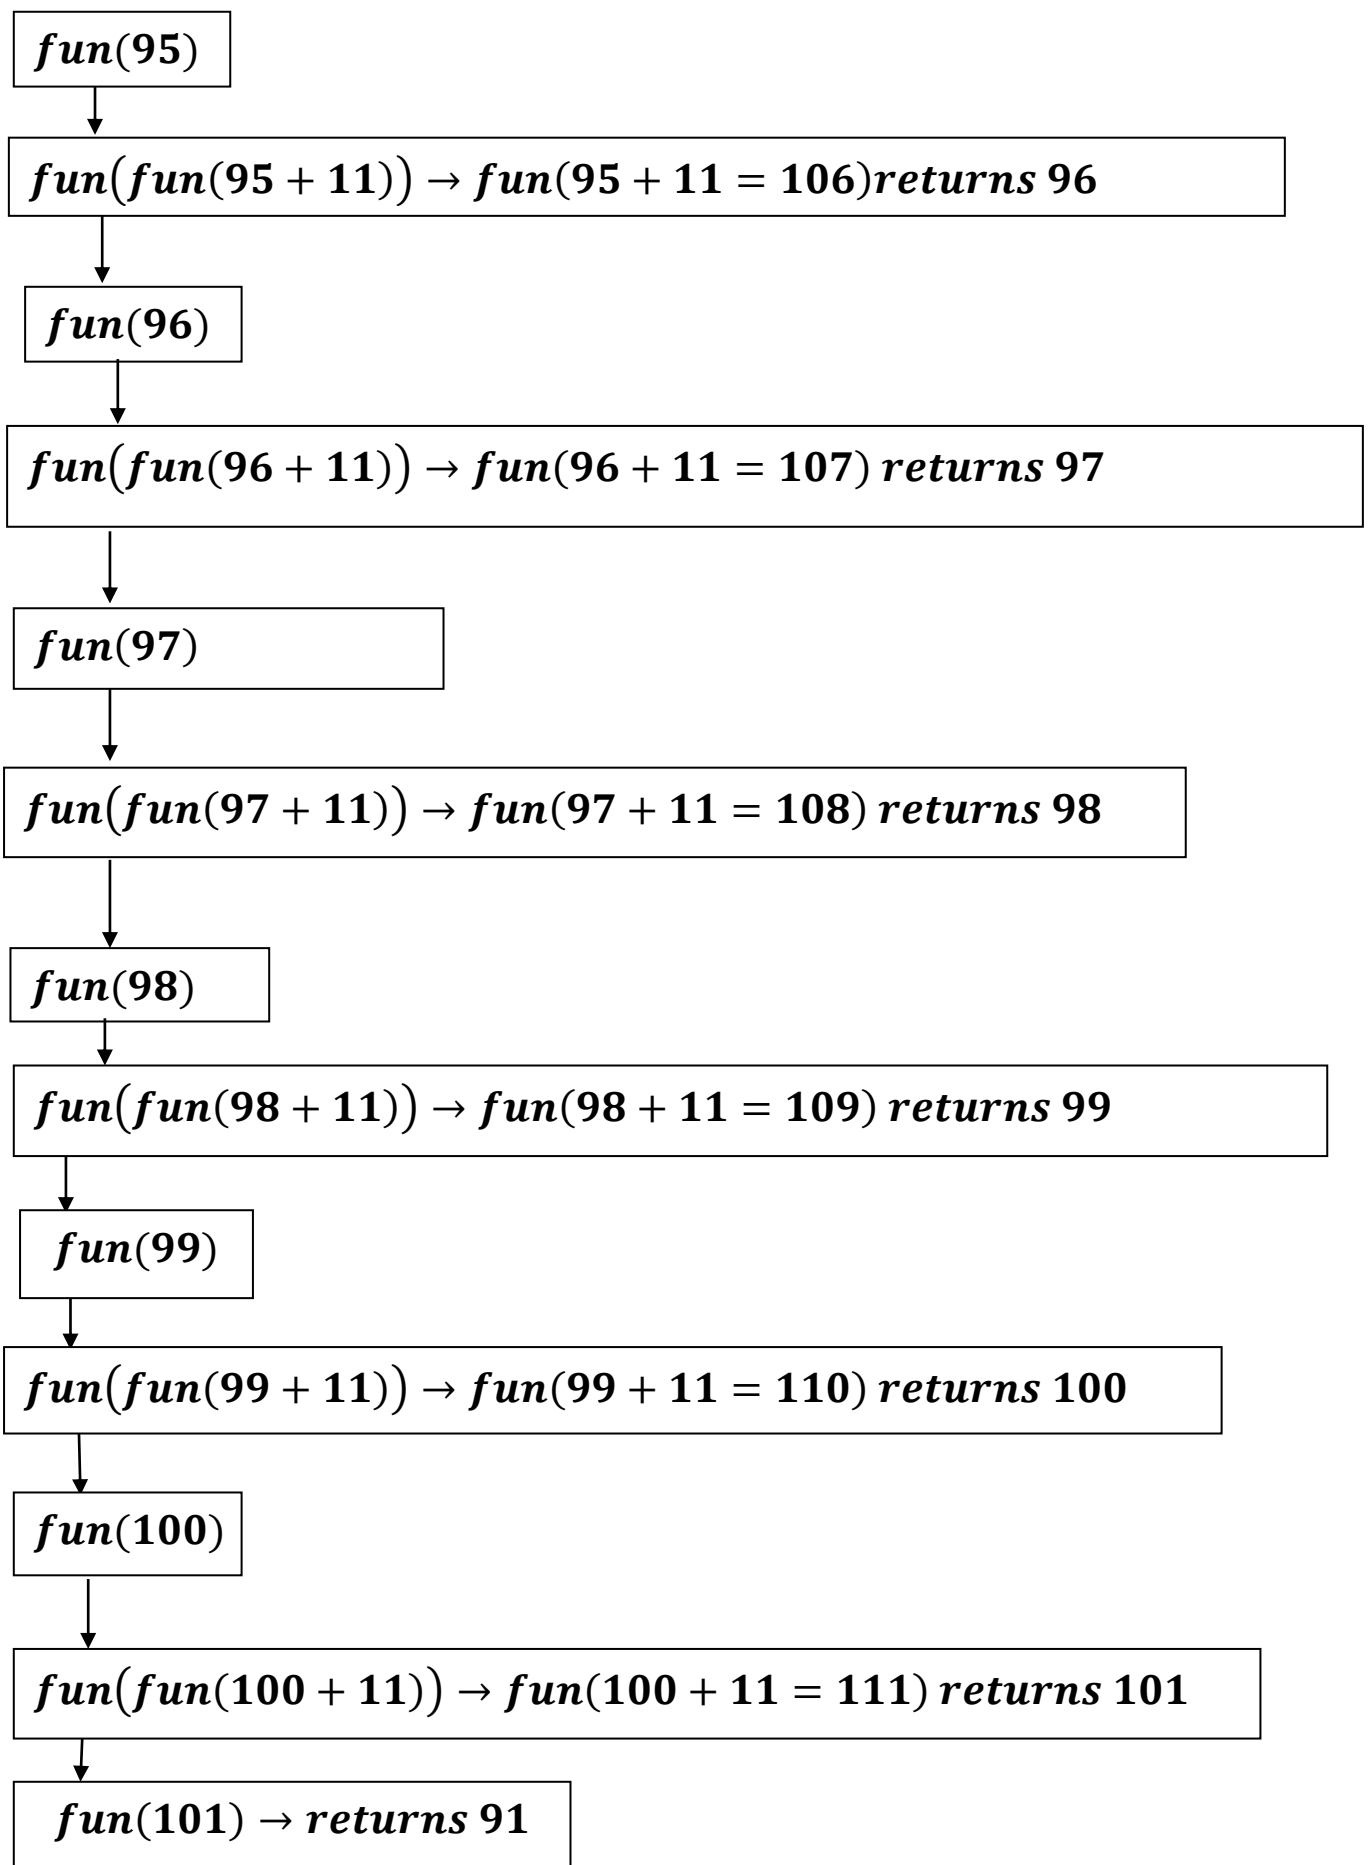 fun(95)
fun(fun(95 + 11)) → fun(95 + 11 = 106)returns 96
fun(96)
fun(fun(96 + 11)) → fun(96 + 11 = 107) returns 97
fun(97)
fun(fun(97 + 11)) → fun(97 + 11 = 108) returns 98
fun(98)
fun(fun(98 + 11)) → fun(98 + 11 = 109) returns 99
fun(99)
fun(fun(99 + 11)) → fun(99 + 11 = 110) returns 100
fun(100)
fun(fun(100 + 11)) → fun(100 + 11 = 111) returns 101
fun(101) → returns 91